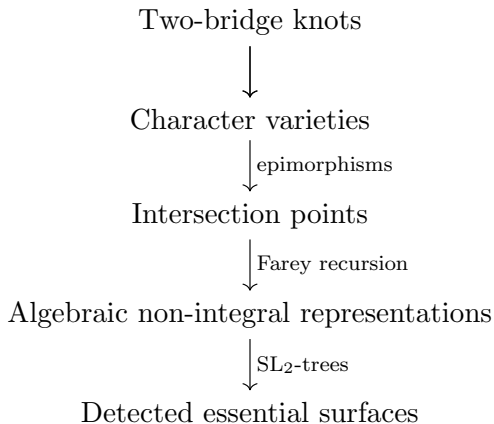 Two-bridge knots
Character varieties
epimorphisms
Intersection points
Farey recursion
Algebraic non-integral representations
SL₂-trees
Detected essential surfaces